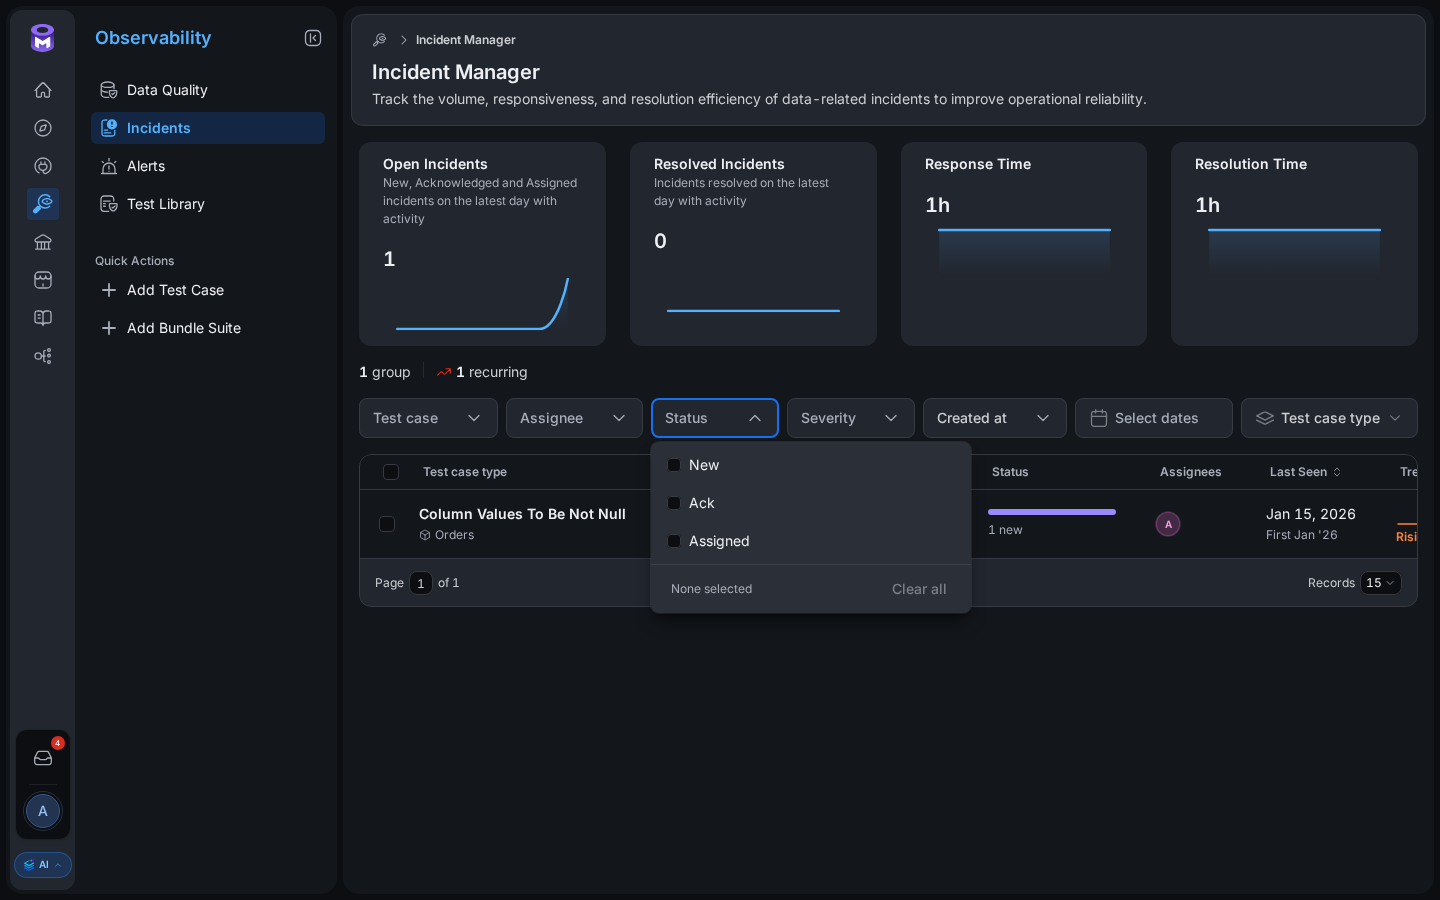 Observability
Data Quality
Incidents
Alerts
Test Library
Quick Actions
Add Test Case
Add Bundle Suite
4
A
AI
Incident Manager
Incident Manager
Track the volume, responsiveness, and resolution efficiency of data-related incidents to improve operational reliability.
Open Incidents
New, Acknowledged and Assigned
incidents on the latest day with
activity
1
Resolved Incidents
Incidents resolved on the latest
day with activity
0
Response Time
1h
Resolution Time
1h
1 group
1 recurring
Test case
Assignee
Status
Severity
Created at
Select dates
Test case type
New
Ack
Assigned
None selected
Clear all
Test case type
Status
Assignees
Last Seen
Tre
Column Values To Be Not Null
Orders
1 new
A
Jan 15, 2026
First Jan '26
Risi
Page 1 of 1
Records 15